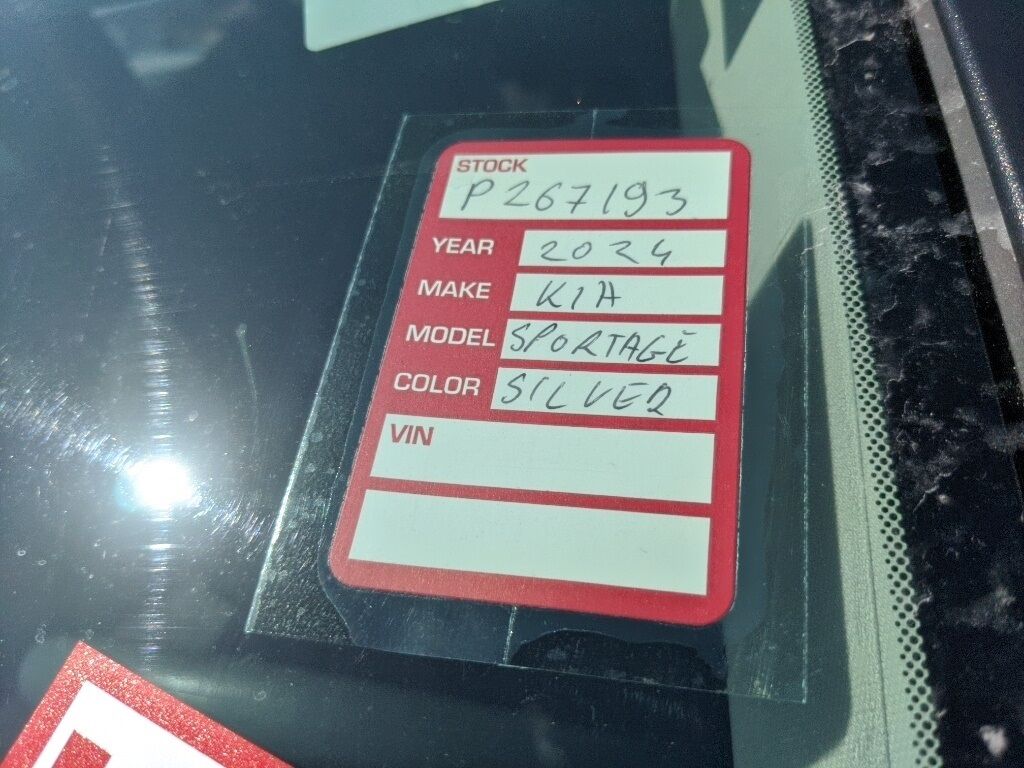 STOCK
P267193
YEAR 2024
MAKE KIA
MODEL SPORTAGE
COLOR SILVER
VIN